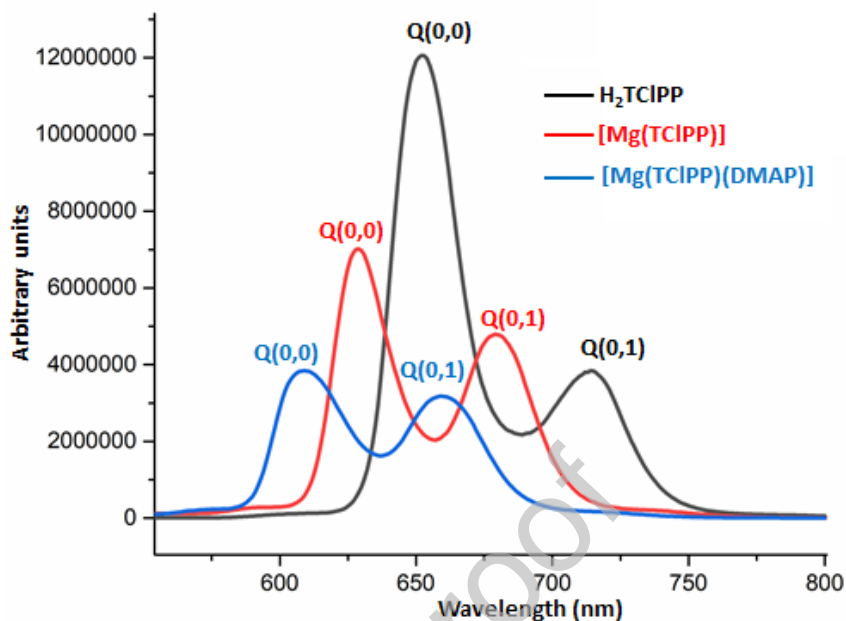 Q(0,0)
12000000
10000000
8000000
6000000
4000000
2000000
0
Arbitrary units
H₂TClPP
[Mg(TClPP)]
[Mg(TClPP)(DMAP)]
Q(0,0)
Q(0,1)
Q(0,1)
Q(0,0)
Q(0,1)
600
650
700
750
800
Wavelength (nm)
roof